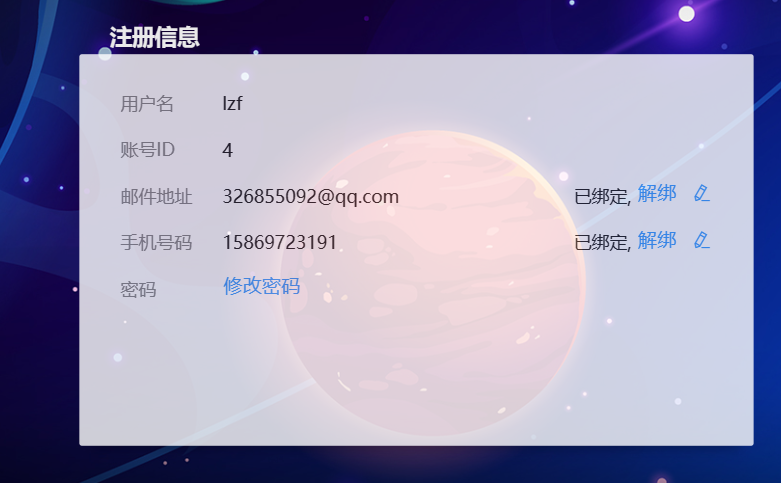 注册信息
用户名 lzf
账号ID 4
邮件地址 326855092@qq.com 已绑定, 解绑
手机号码 15869723191 已绑定, 解绑
密码 修改密码